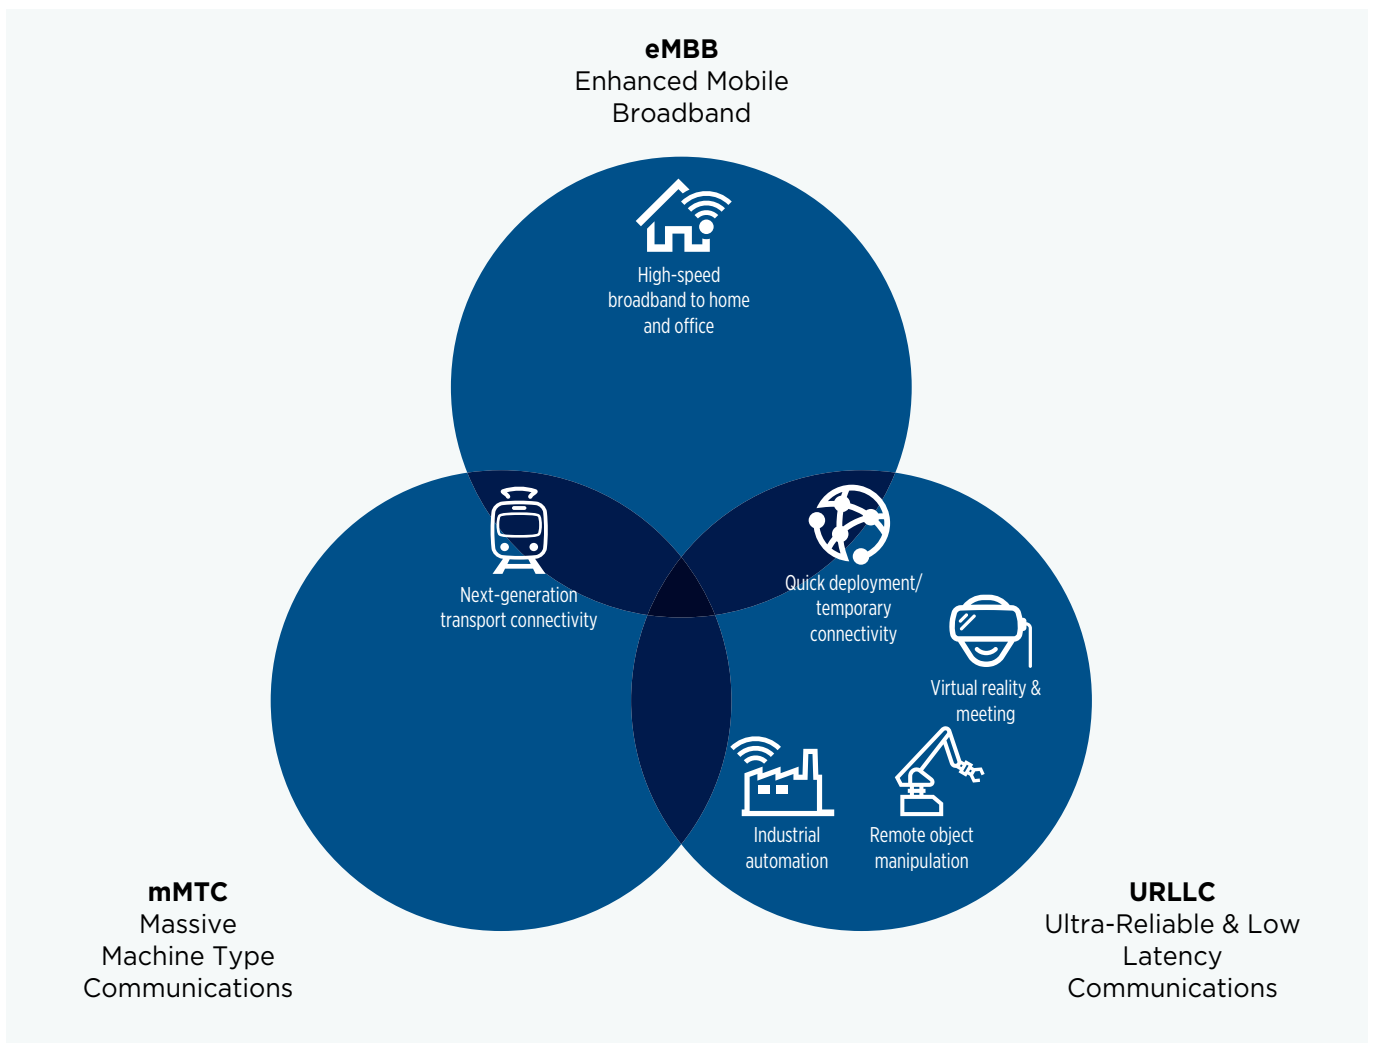 eMBB
Enhanced Mobile
Broadband
High-speed
broadband to home
and office
Next-generation
transport connectivity
Quick deployment/
temporary
connectivity
Virtual reality &
meeting
Industrial
automation
Remote object
manipulation
mMTC
Massive
Machine Type
Communications
URLLC
Ultra-Reliable & Low
Latency
Communications